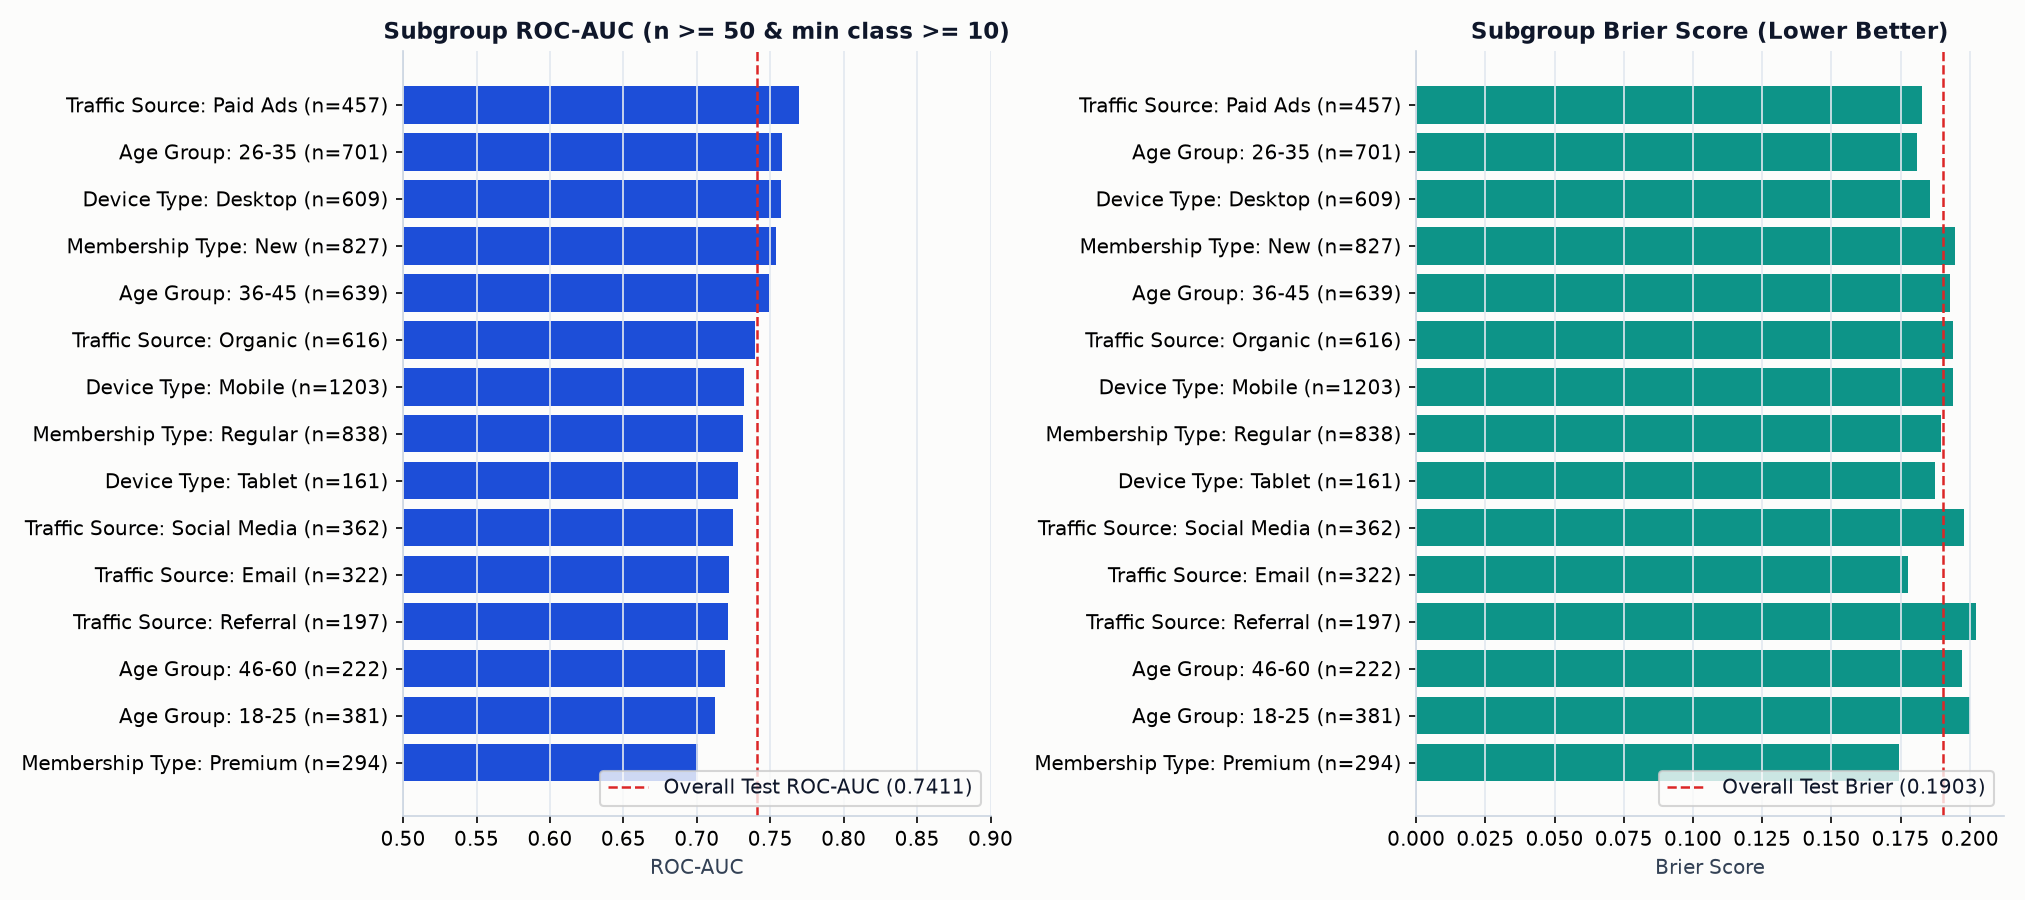 Subgroup ROC-AUC (n >= 50 & min class >= 10)
Traffic Source: Paid Ads (n=457)
Age Group: 26-35 (n=701)
Device Type: Desktop (n=609)
Membership Type: New (n=827)
Age Group: 36-45 (n=639)
Traffic Source: Organic (n=616)
Device Type: Mobile (n=1203)
Membership Type: Regular (n=838)
Device Type: Tablet (n=161)
Traffic Source: Social Media (n=362)
Traffic Source: Email (n=322)
Traffic Source: Referral (n=197)
Age Group: 46-60 (n=222)
Age Group: 18-25 (n=381)
Membership Type: Premium (n=294)
Overall Test ROC-AUC (0.7411)
0.50 0.55 0.60 0.65 0.70 0.75 0.80 0.85 0.90
ROC-AUC
Subgroup Brier Score (Lower Better)
Traffic Source: Paid Ads (n=457)
Age Group: 26-35 (n=701)
Device Type: Desktop (n=609)
Membership Type: New (n=827)
Age Group: 36-45 (n=639)
Traffic Source: Organic (n=616)
Device Type: Mobile (n=1203)
Membership Type: Regular (n=838)
Device Type: Tablet (n=161)
Traffic Source: Social Media (n=362)
Traffic Source: Email (n=322)
Traffic Source: Referral (n=197)
Age Group: 46-60 (n=222)
Age Group: 18-25 (n=381)
Membership Type: Premium (n=294)
Overall Test Brier (0.1903)
0.000 0.025 0.050 0.075 0.100 0.125 0.150 0.175 0.200
Brier Score